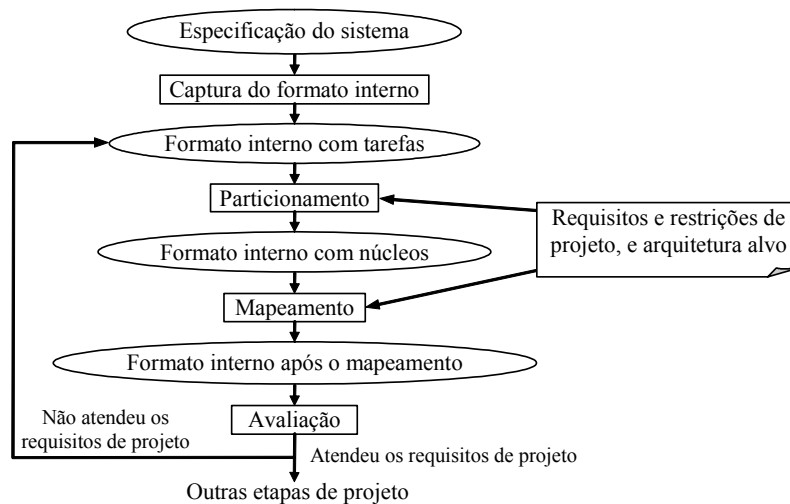 Especificação do sistema
Captura do formato interno
Formato interno com tarefas
Particionamento
Requisitos e restrições de
projeto, e arquitetura alvo
Formato interno com núcleos
Mapeamento
Formato interno após o mapeamento
Avaliação
Não atendeu os
requisitos de projeto
Atendeu os requisitos de projeto
Outras etapas de projeto